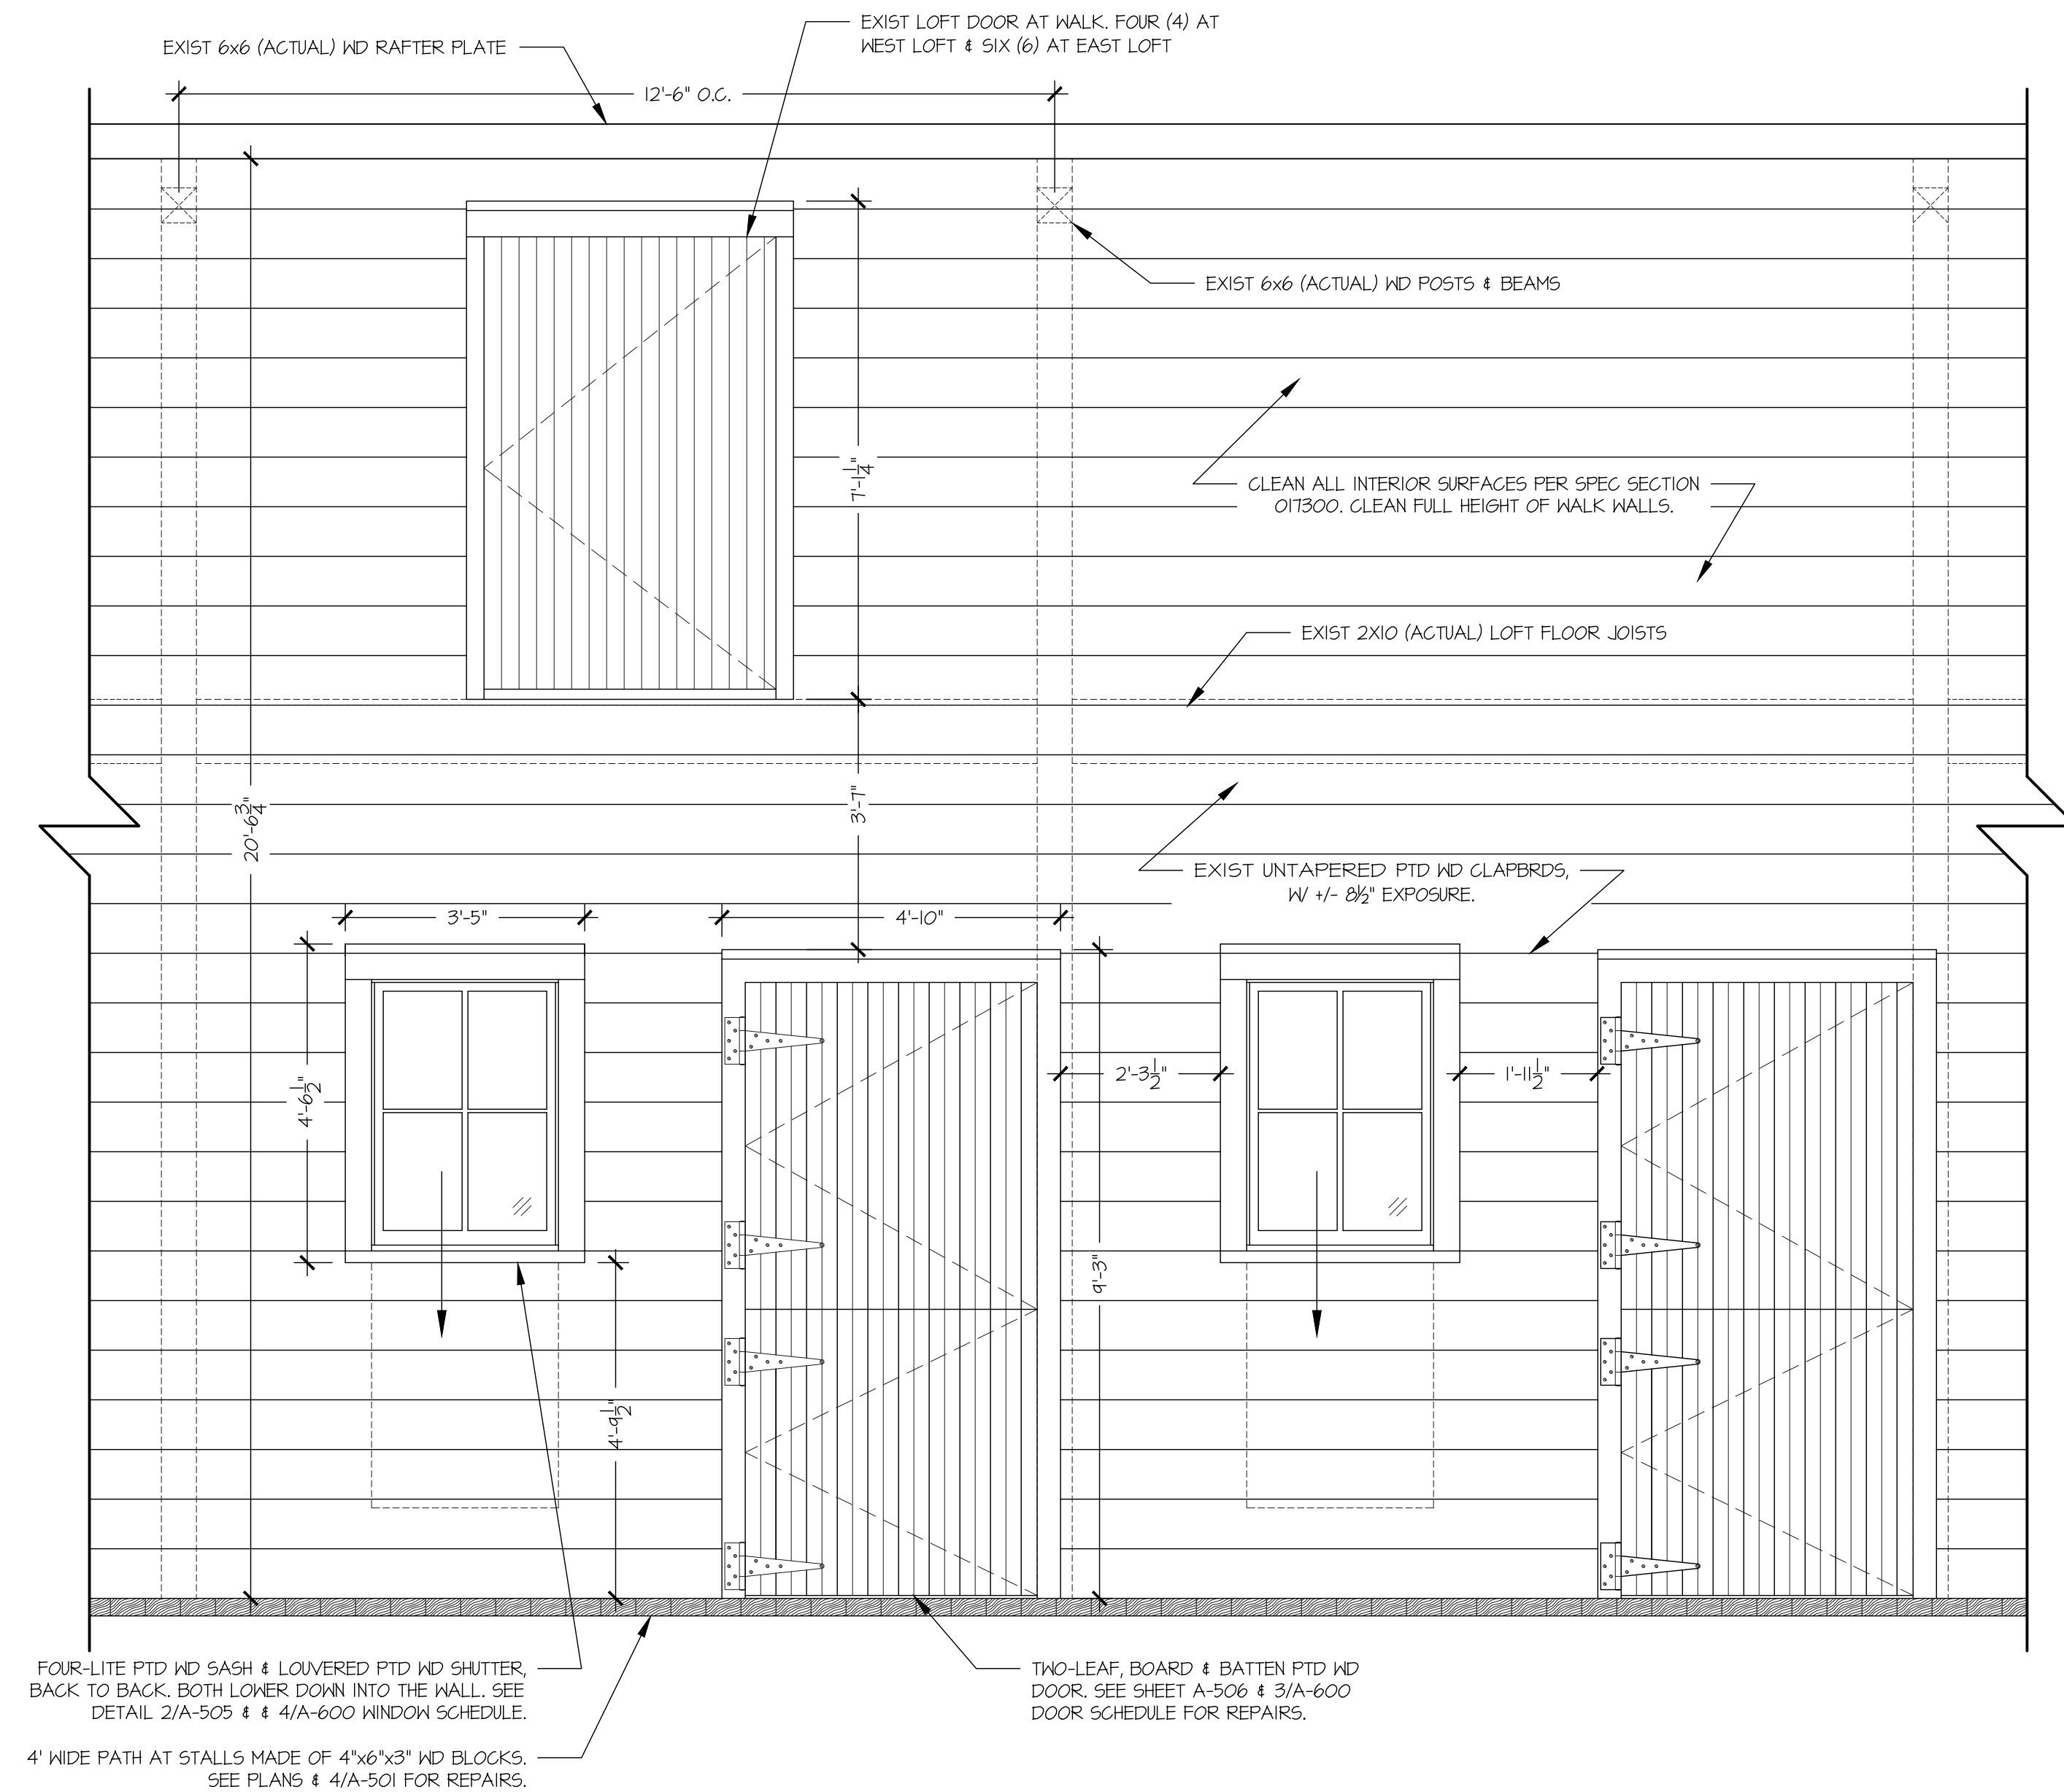 EXIST LOFT DOOR AT WALK. FOUR (4) AT
WEST LOFT & SIX (6) AT EAST LOFT
EXIST 6x6 (ACTUAL) WD RAFTER PLATE
12'-6" O.C.
EXIST 6x6 (ACTUAL) WD POSTS & BEAMS
7'-1 1/4"
CLEAN ALL INTERIOR SURFACES PER SPEC SECTION
017300. CLEAN FULL HEIGHT OF WALK WALLS.
EXIST 2X10 (ACTUAL) LOFT FLOOR JOISTS
20'-6 3/4"
3'-7"
EXIST UNTAPERED PTD WD CLAPBRDS,
W/ +/- 8 1/2" EXPOSURE.
3'-5"
4'-10"
4'-6 1/2"
2'-3 1/2"
1'-11 1/2"
9'-3"
4'-9 1/2"
FOUR-LITE PTD WD SASH & LOUVERED PTD WD SHUTTER,
BACK TO BACK. BOTH LOWER DOWN INTO THE WALL. SEE
DETAIL 2/A-505 & & 4/A-600 WINDOW SCHEDULE.
TWO-LEAF, BOARD & BATTEN PTD WD
DOOR. SEE SHEET A-506 & 3/A-600
DOOR SCHEDULE FOR REPAIRS.
4' WIDE PATH AT STALLS MADE OF 4"x6"x3" WD BLOCKS.
SEE PLANS & 4/A-501 FOR REPAIRS.